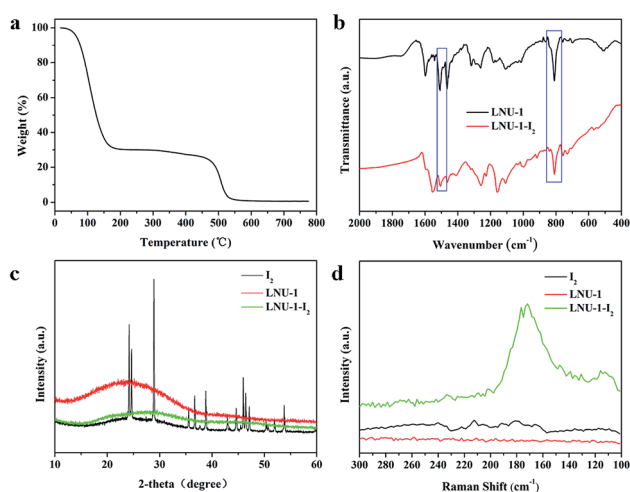 a
100
80
60
40
20
0
Weight (%)
0 100 200 300 400 500 600 700 800
Temperature (℃)
b
LNU-1
LNU-1-I₂
Transmittance (a.u.)
2000 1800 1600 1400 1200 1000 800 600 400
Wavenumber (cm⁻¹)
c
I₂
LNU-1
LNU-1-I₂
Intensity (a.u.)
10 20 30 40 50 60
2-theta（degree）
d
I₂
LNU-1
LNU-1-I₂
Intensity (a.u.)
300 280 260 240 220 200 180 160 140 120 100
Raman Shift (cm⁻¹)